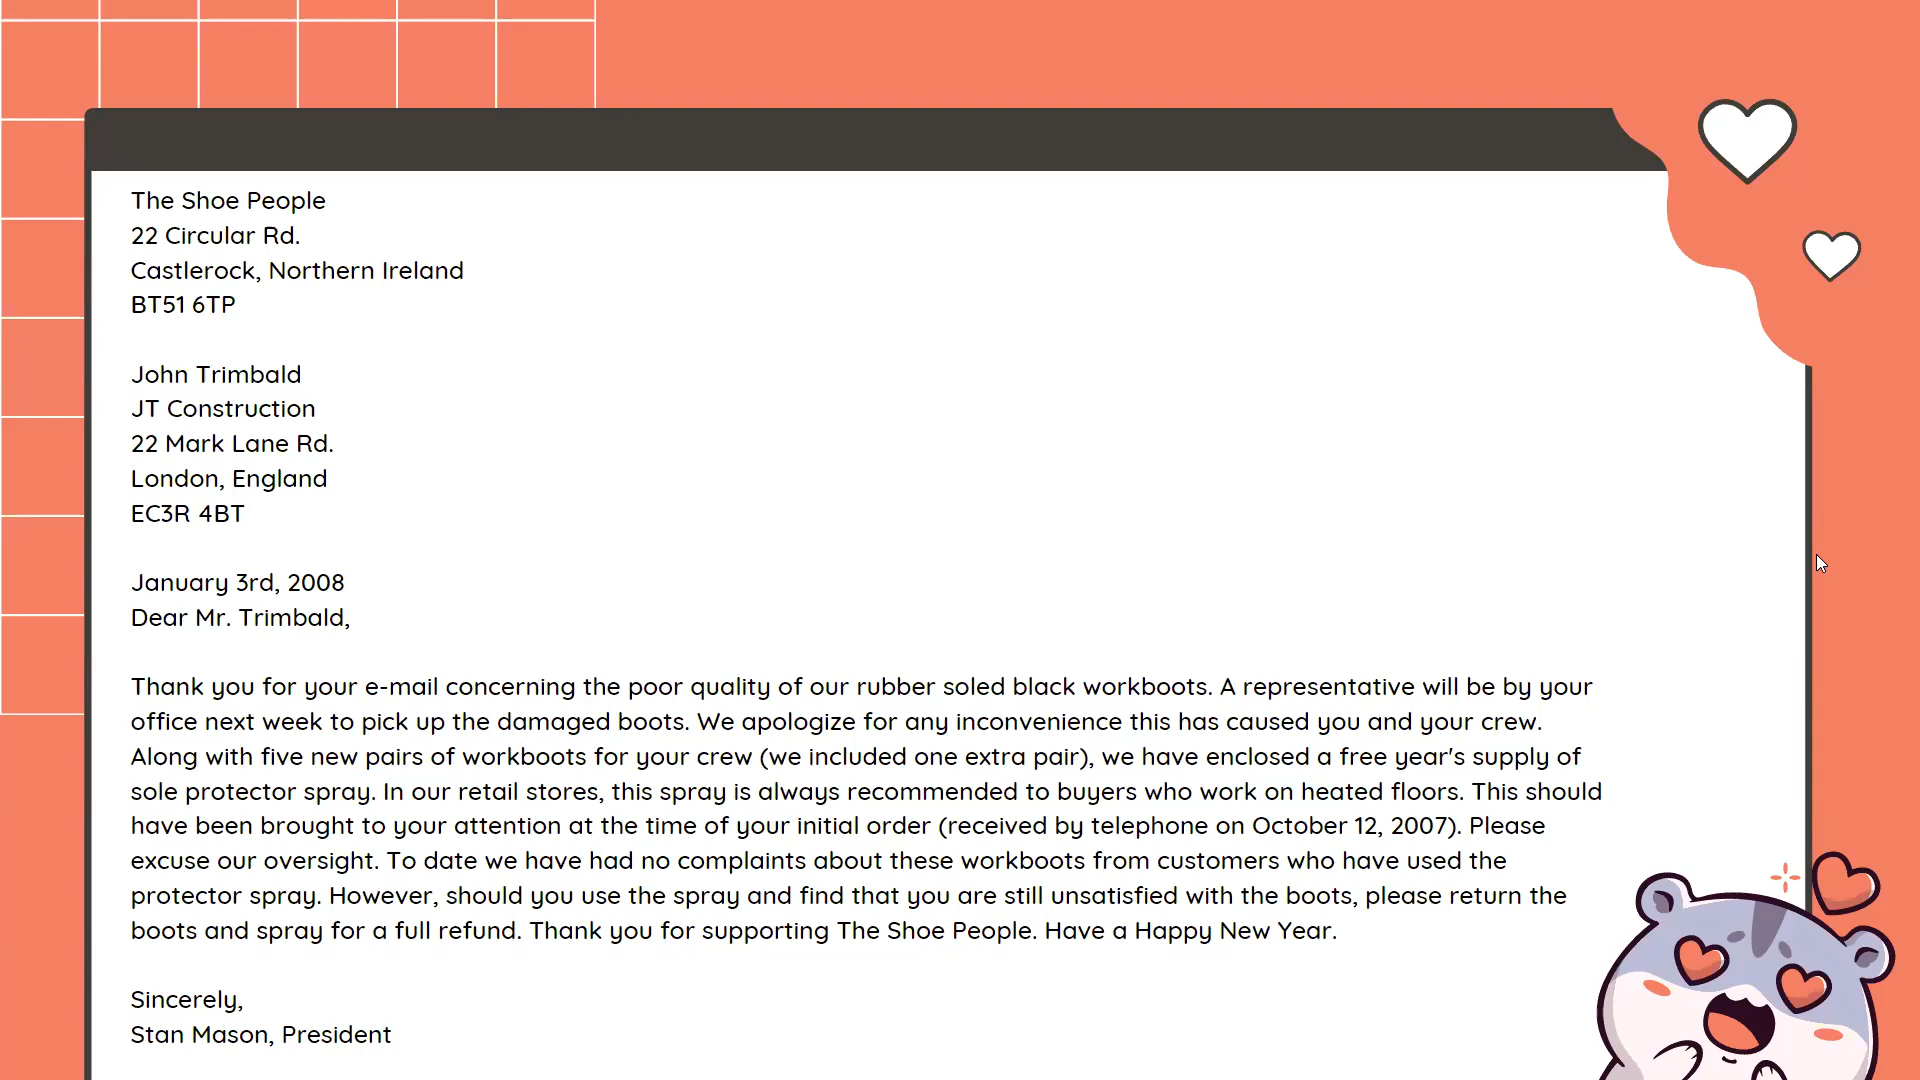 The Shoe People
22 Circular Rd.
Castlerock, Northern Ireland
BT51 6TP
John Trimbald
JT Construction
22 Mark Lane Rd.
London, England
EC3R 4BT
January 3rd, 2008
Dear Mr. Trimbald,
Thank you for your e-mail concerning the poor quality of our rubber soled black workboots. A representative will be by your
office next week to pick up the damaged boots. We apologize for any inconvenience this has caused you and your crew.
Along with five new pairs of workboots for your crew (we included one extra pair), we have enclosed a free year's supply of
sole protector spray. In our retail stores, this spray is always recommended to buyers who work on heated floors. This should
have been brought to your attention at the time of your initial order (received by telephone on October 12, 2007). Please
excuse our oversight. To date we have had no complaints about these workboots from customers who have used the
protector spray. However, should you use the spray and find that you are still unsatisfied with the boots, please return the
boots and spray for a full refund. Thank you for supporting The Shoe People. Have a Happy New Year.
Sincerely,
Stan Mason, President